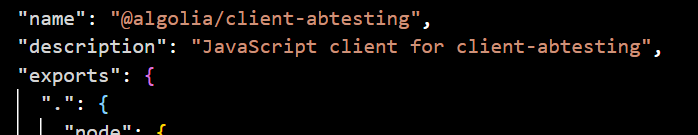 "name": "@algolia/client-abtesting",
"description": "JavaScript client for client-abtesting",
"exports": {
".": {
"node": {